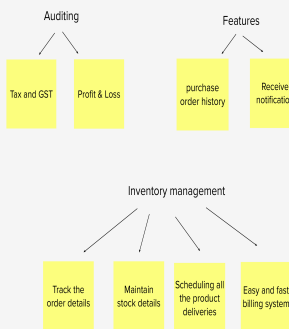 Auditing
Features
Tax and GST
Profit & Loss
purchase
order history
Receive
Inventory management
Track the
order details
Maintain
stock details
Scheduling all
the product
deliveries
Easy and fast
billing system